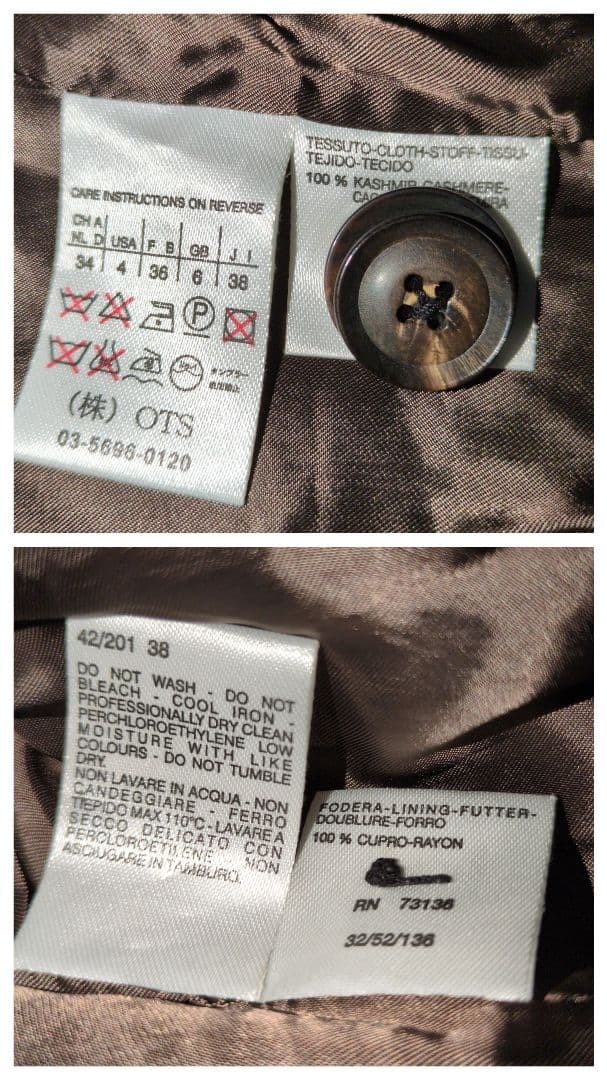 CARE INSTRUCTIONS ON REVERSE
CH A
NL D USA F B GB J I
34 4 36 6 38
P
(株) OTS
03-5696-0120
TESSUTO-CLOTH-STOFF-TISSU-
TEJIDO-TECIDO
100 % KASHMIR-CASHMERE-
42/201 38
DO NOT WASH - DO NOT
BLEACH - COOL IRON -
PROFESSIONALLY DRY CLEAN
PERCHLOROETHYLENE LOW
MOISTURE WITH LIKE
COLOURS - DO NOT TUMBLE
DRY.
NON LAVARE IN ACQUA - NON
CANDEGGIARE - FERRO
TIEPIDO MAX 110°C - LAVARE A
SECCO DELICATO CON
PERCLOROETILENE - NON
ASCIUGARE IN TAMBURO.
FODERA-LINING-FUTTER-
DOUBLURE-FORRO
100 % CUPRO-RAYON
RN 73136
32/52/136